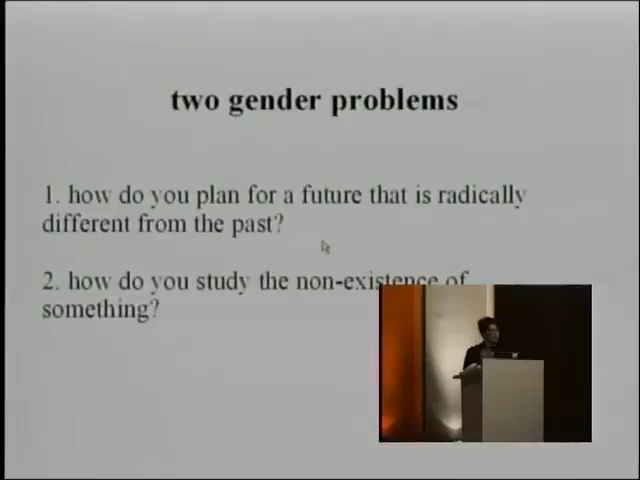 two gender problems
1. how do you plan for a future that is radically
different from the past?
2. how do you study the non-existence of
something?